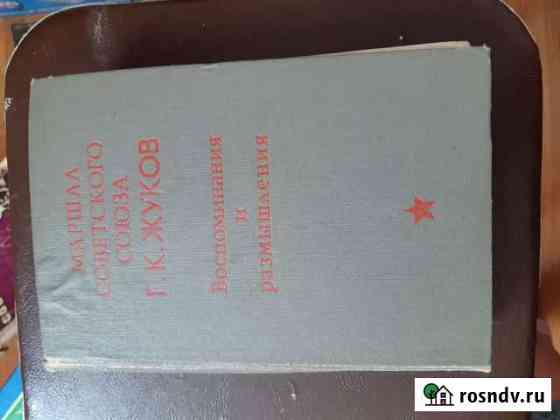 МАРШАЛ
СОВЕТСКОГО
СОЮЗА
Г. К. ЖУКОВ
Воспоминания
и
размышления
rosndv.ru